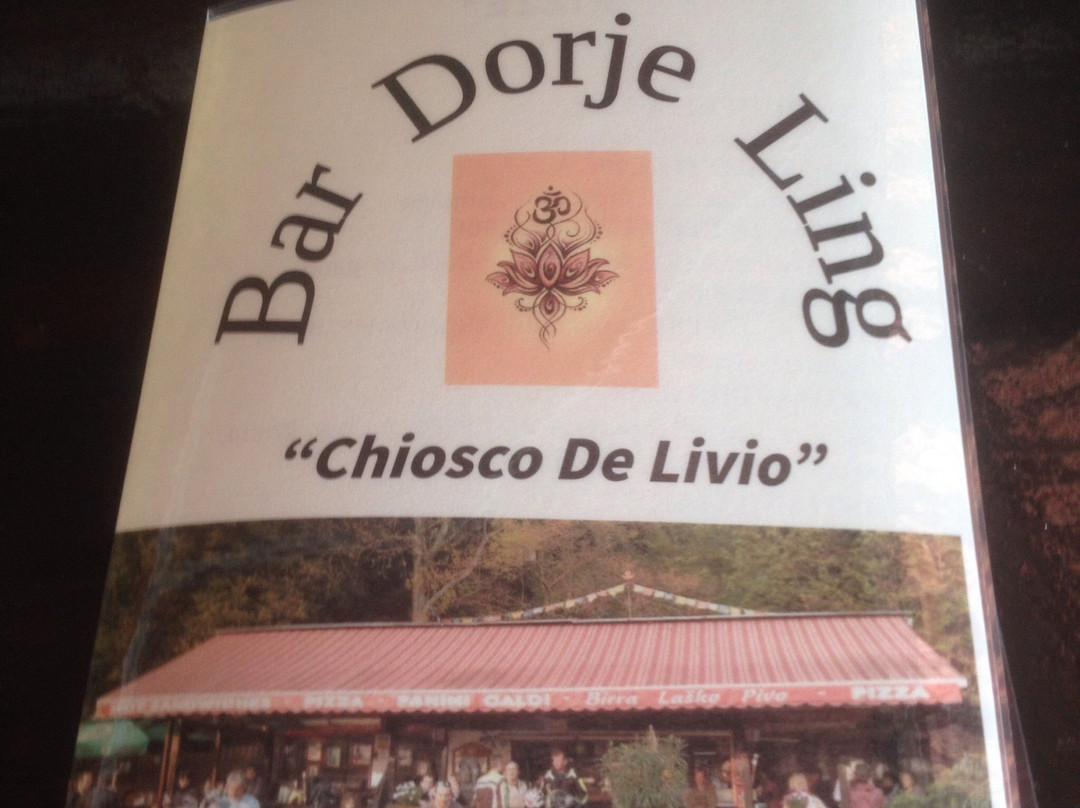 Bar Dorje Ling
ॐ
“Chiosco De Livio”
PIZZA - PANINI CALDI - Birra Laško Pivo - PIZZA